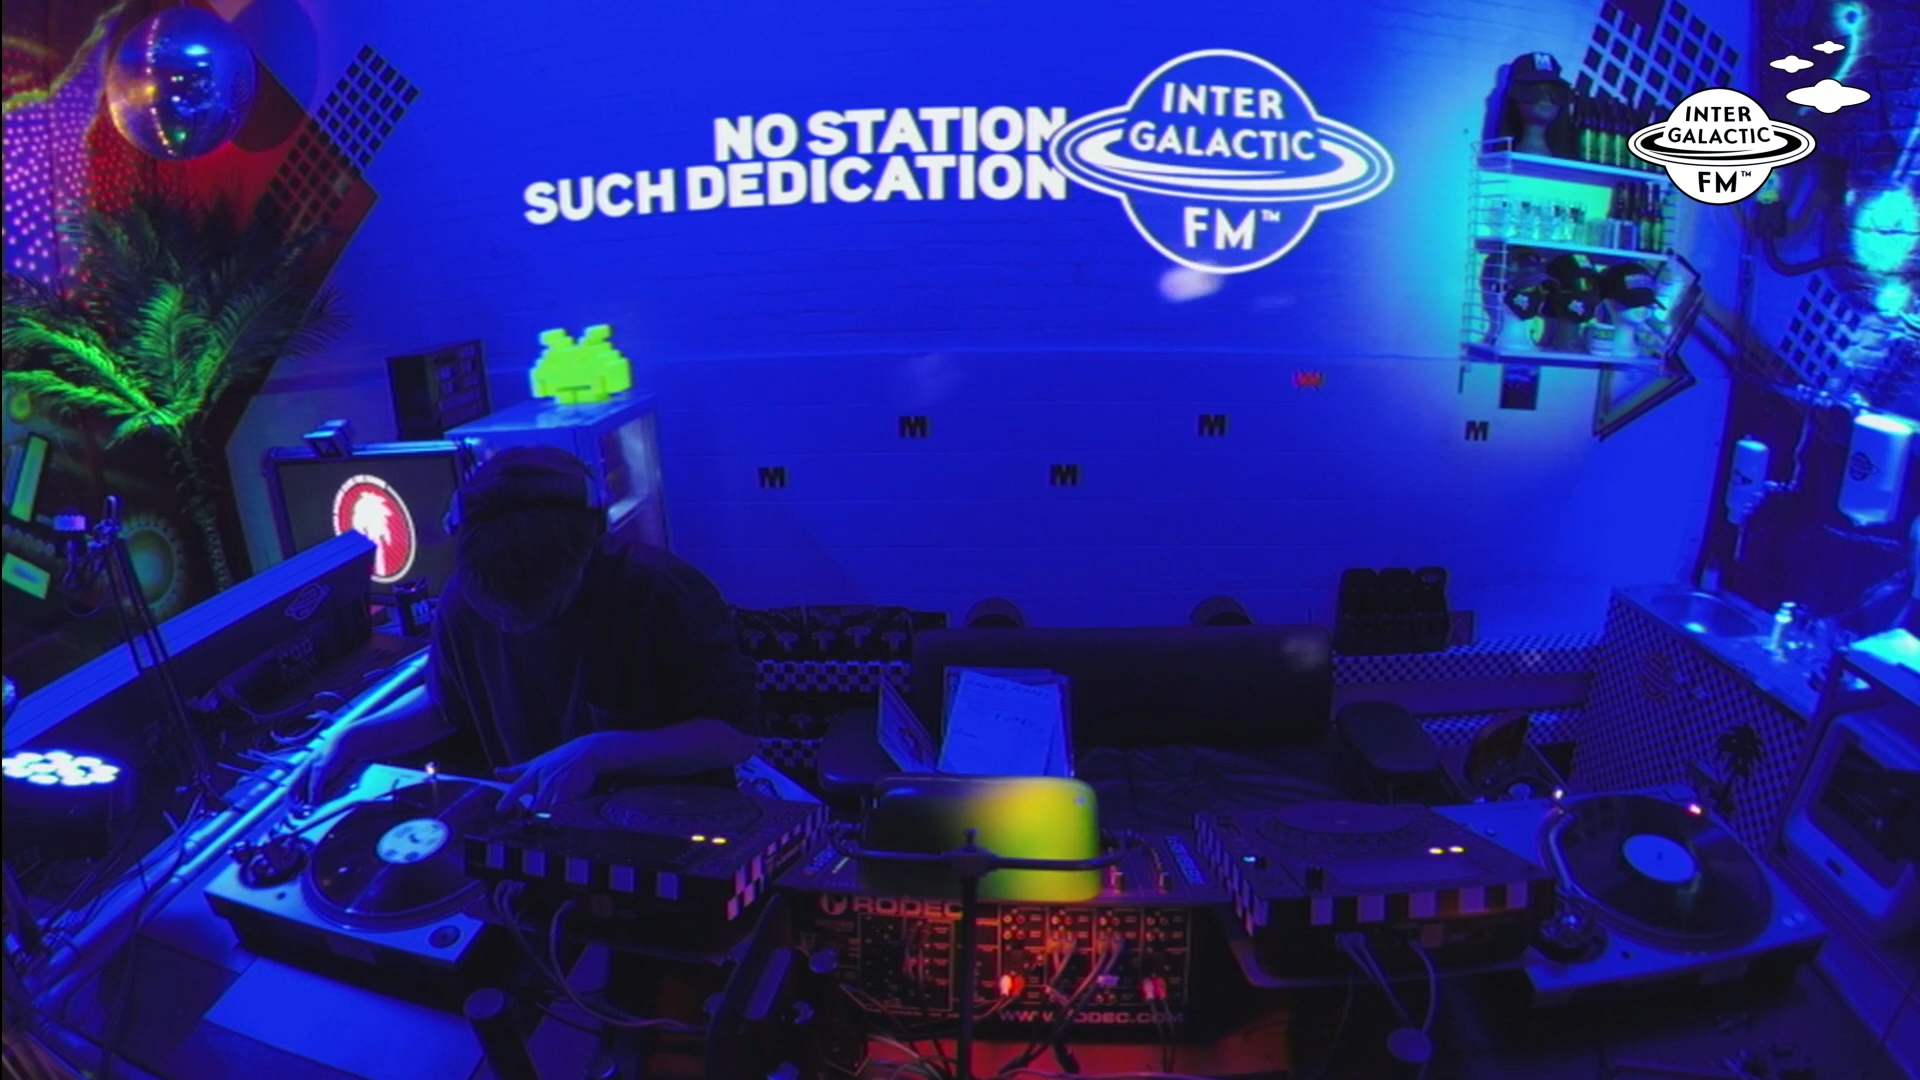 NO STATION
SUCH DEDICATION
INTER
GALACTIC
FM™
INTER
GALACTIC
FM™
M
M
M
M
M
M
RODEC
WWW.RODEC.COM